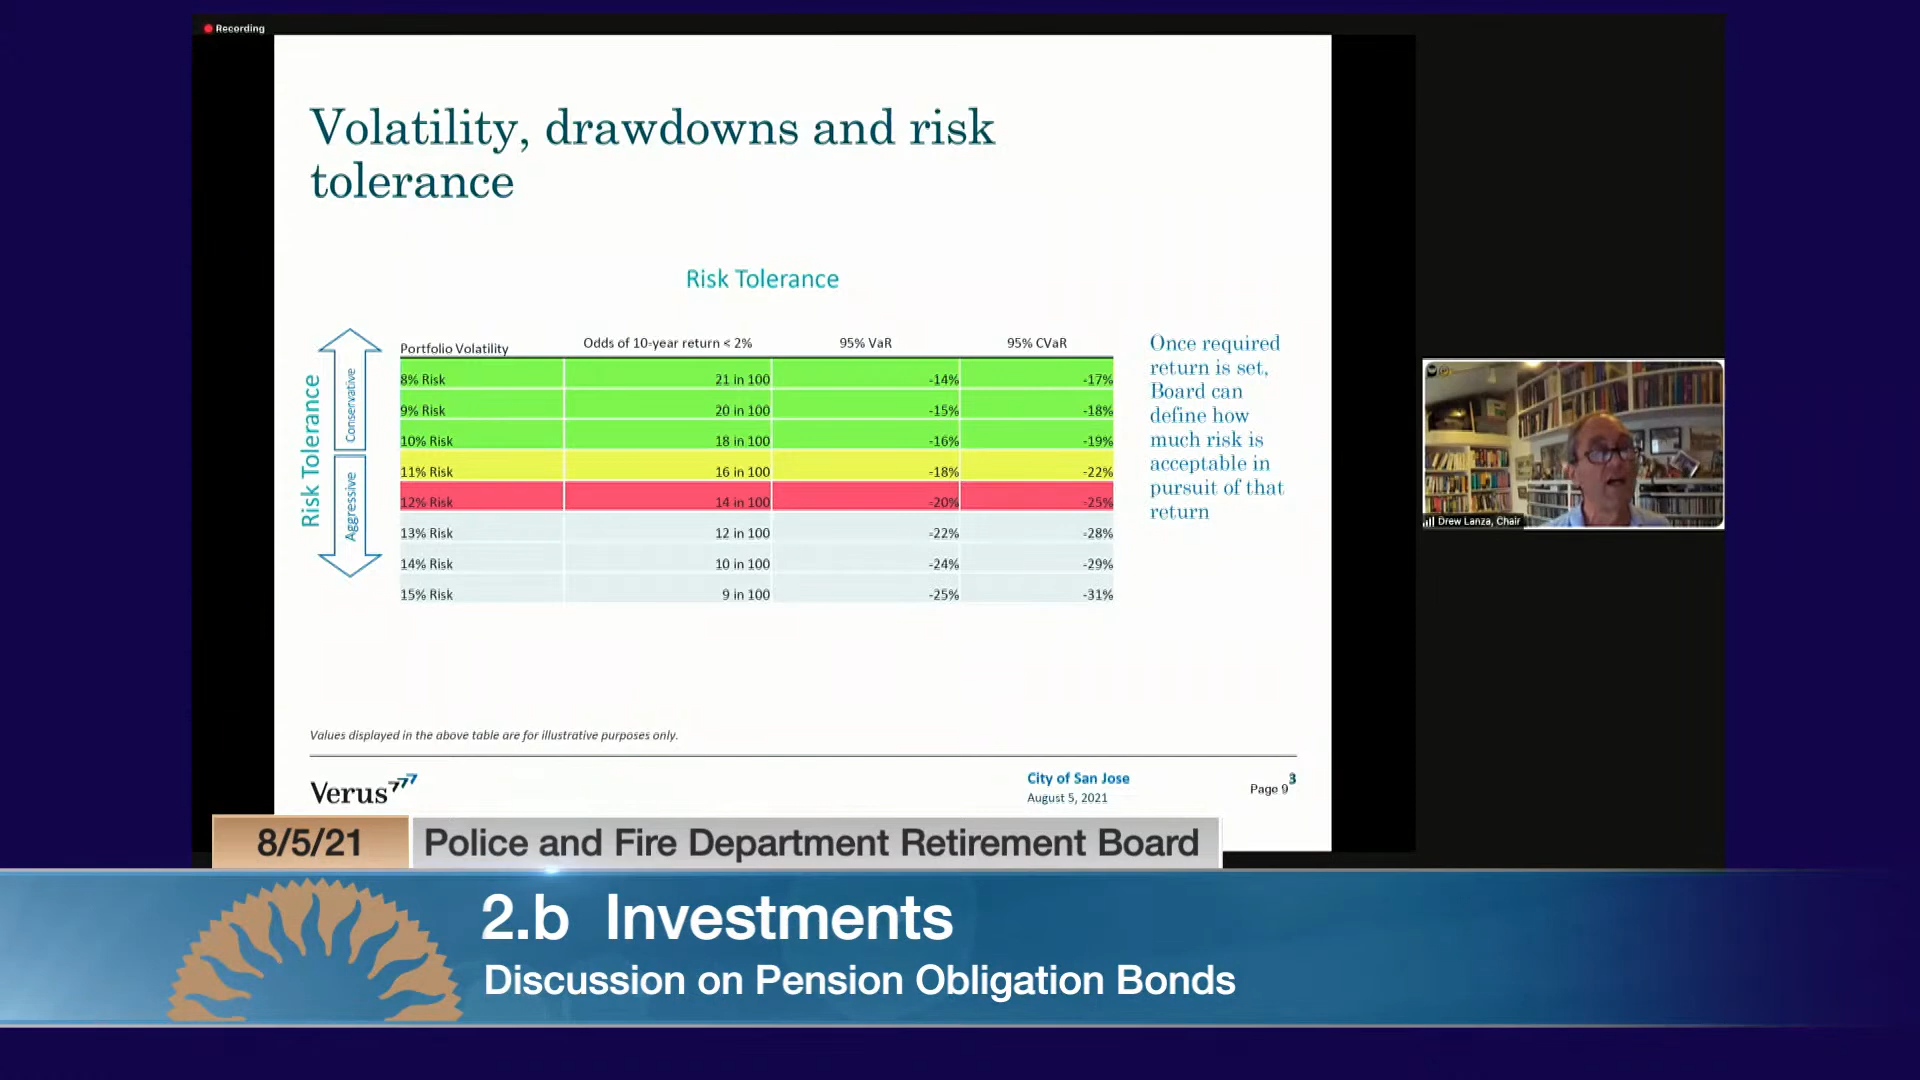 Recording
Volatility, drawdowns and risk
tolerance
Risk Tolerance
Risk Tolerance
Conservative
Aggressive
Portfolio Volatility Odds of 10-year return < 2% 95% VaR 95% CVaR
8% Risk 21 in 100 -14% -17%
9% Risk 20 in 100 -15% -18%
10% Risk 18 in 100 -16% -19%
11% Risk 16 in 100 -18% -22%
12% Risk 14 in 100 -20% -25%
13% Risk 12 in 100 -22% -28%
14% Risk 10 in 100 -24% -29%
15% Risk 9 in 100 -25% -31%
Once required
return is set,
Board can
define how
much risk is
acceptable in
pursuit of that
return
Drew Lanza, Chair
Values displayed in the above table are for illustrative purposes only.
Verus777
City of San Jose
August 5, 2021
3
Page 9
8/5/21 Police and Fire Department Retirement Board
2.b Investments
Discussion on Pension Obligation Bonds